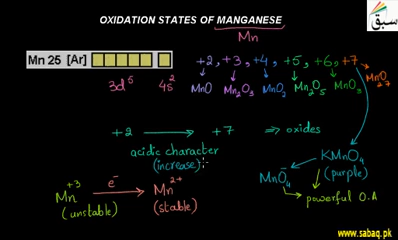 OXIDATION STATES OF MANGANESE
Mn
سبق
Mn 25 [Ar]
3d⁵ 4s²
+2, +3, +4, +5, +6, +7
MnO Mn₂O₃ MnO₂ Mn₂O₅ MnO₃ Mn₂O₇
+2 → +7 ⇒ oxides
acidic character
(increase)
KMnO₄
(purple)
MnO₄⁻
powerful O.A
Mn⁺³ e⁻ → Mn²⁺
(unstable) (stable)
www.sabaq.pk